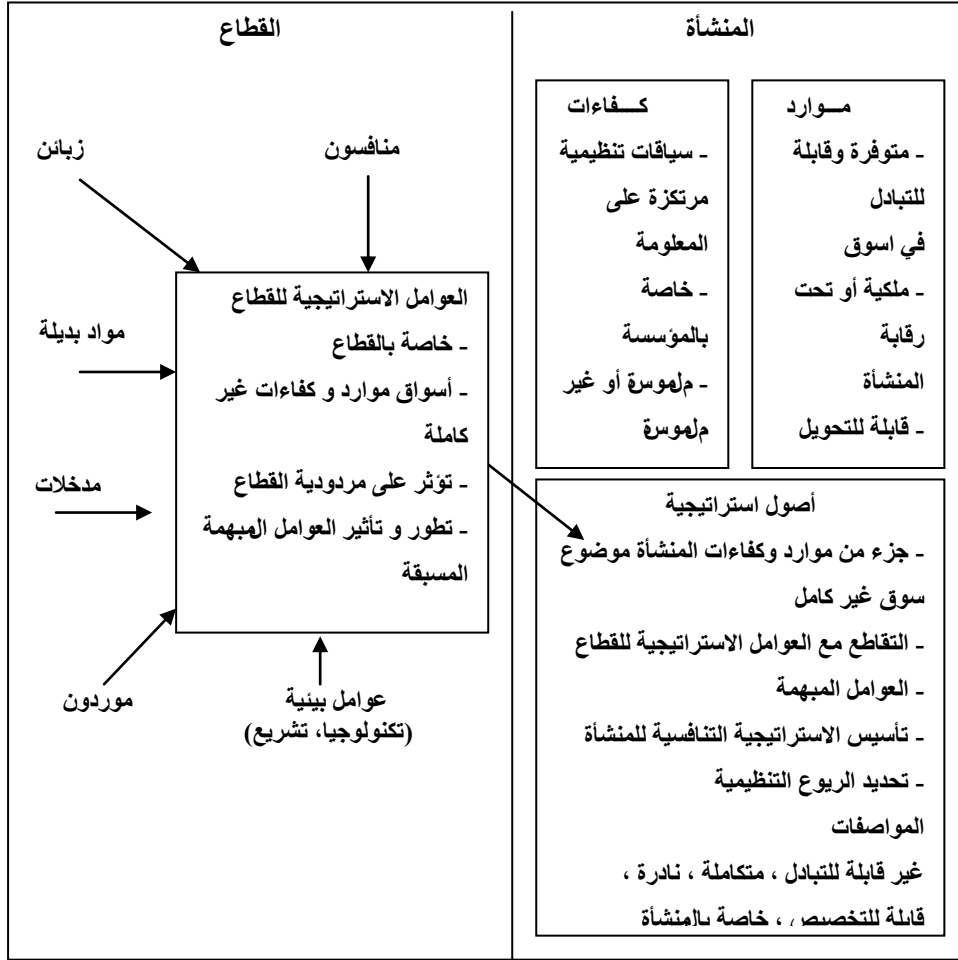 المنشأة
القطاع
مـــوارد
- متوفرة وقابلة
للتبادل
في اسوق
- ملكية أو تحت
رقابة
المنشأة
- قابلة للتحويل
كـــفاءات
- سياقات تنظيمية
مرتكزة على
المعلومة
- خاصة
بالمؤسسة
- ملموسة أو غير
ملموسة
أصول استراتيجية
- جزء من موارد وكفاءات المنشأة موضوع
سوق غير كامل
- التقاطع مع العوامل الاستراتيجية للقطاع
- العوامل المبهمة
- تأسيس الاستراتيجية التنافسية للمنشأة
- تحديد الريوع التنظيمية
المواصفات
غير قابلة للتبادل ، متكاملة ، نادرة ،
قابلة للتخصيص ، خاصة بالمنشأة
منافسون
زبائن
العوامل الاستراتيجية للقطاع
- خاصة بالقطاع
- أسواق موارد و كفاءات غير
كاملة
- تؤثر على مردودية القطاع
- تطور و تأثير العوامل المبهمة
المسبقة
مواد بديلة
مدخلات
موردون
عوامل بيئية
(تكنولوجيا، تشريع)